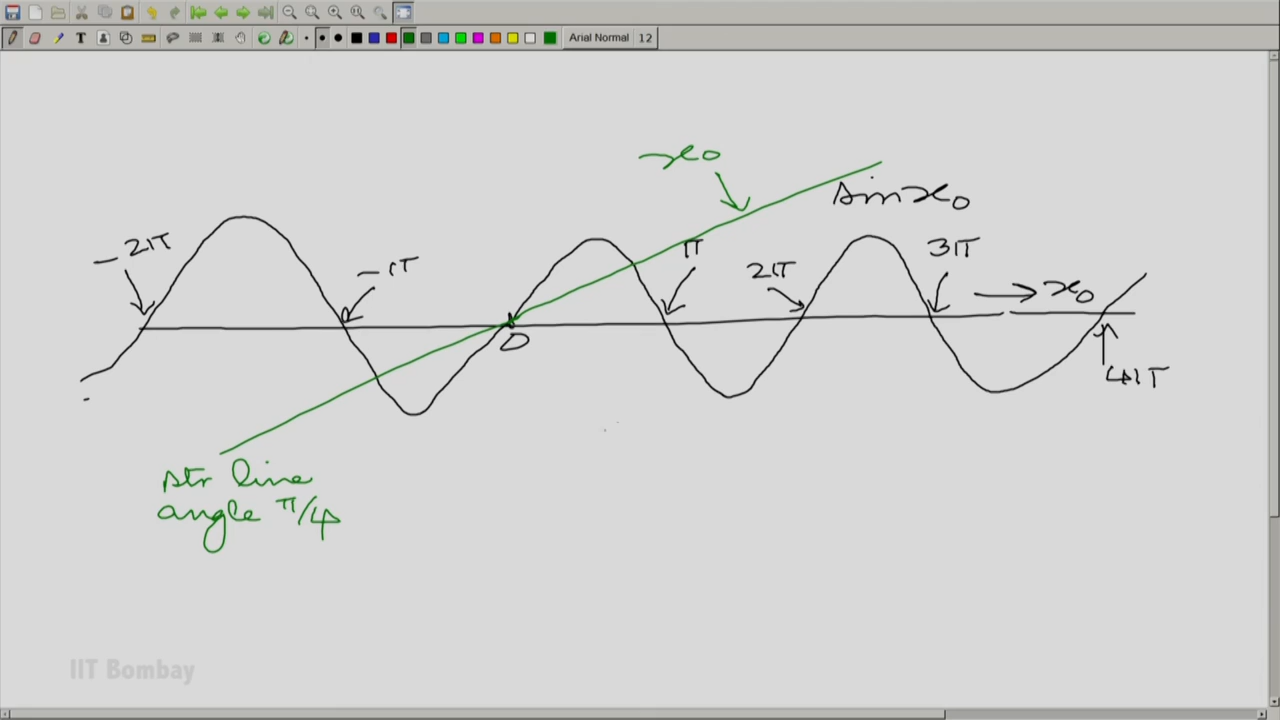 Arial Normal 12
x₀
sin x₀
- 2π
- π
π
2π
3π
→ x₀
0
4π
str line
angle π/4
IIT Bombay